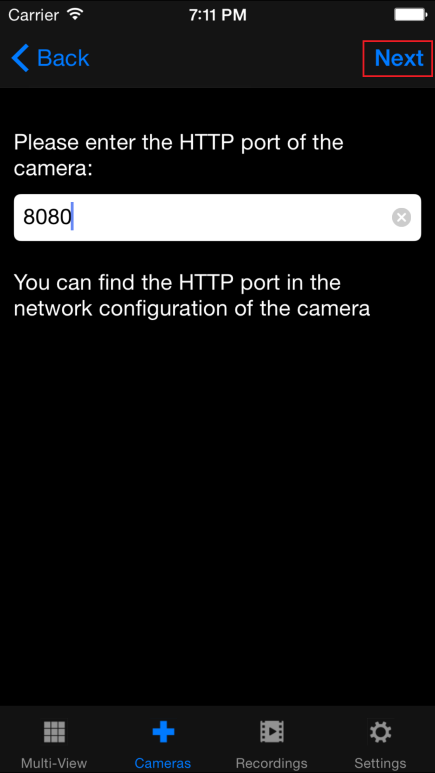 Carrier 7:11 PM
Back Next
Please enter the HTTP port of the
camera:
8080
You can find the HTTP port in the
network configuration of the camera
Multi-View Cameras Recordings Settings